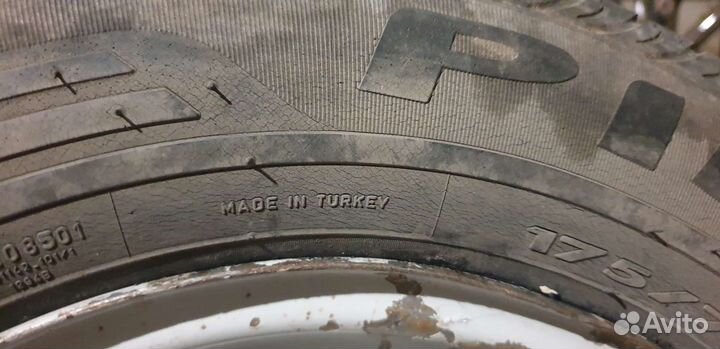 PI
MADE IN TURKEY
08501
175/
Avito